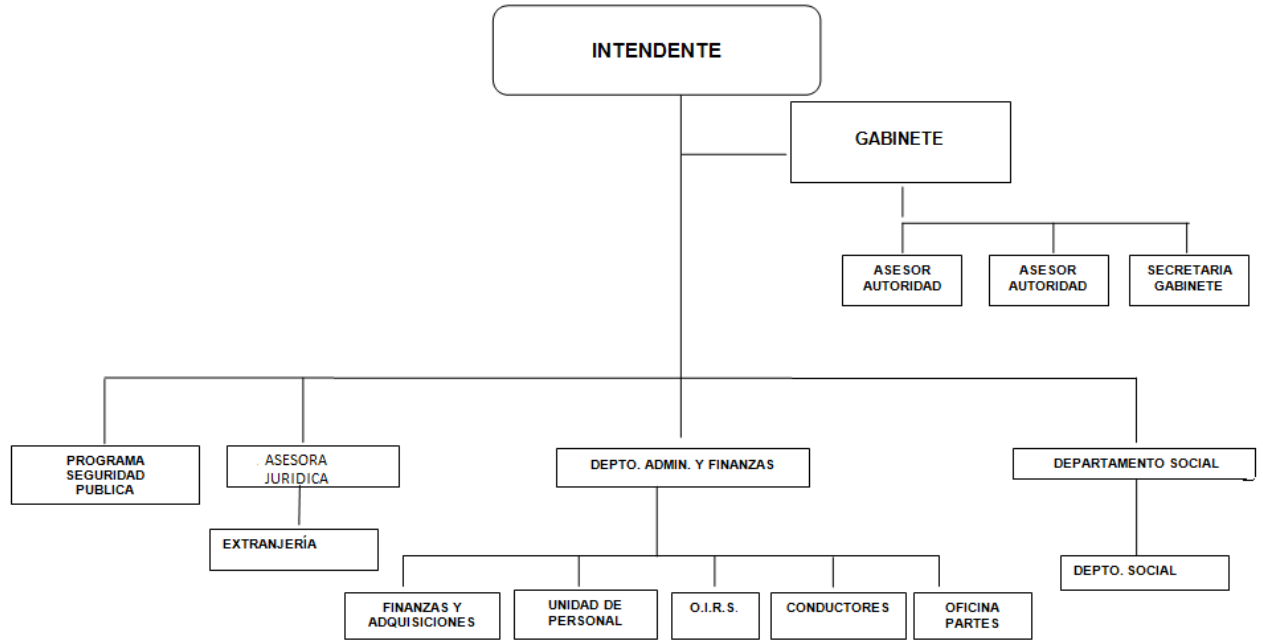 INTENDENTE
GABINETE
ASESOR
AUTORIDAD
ASESOR
AUTORIDAD
SECRETARIA
GABINETE
PROGRAMA
SEGURIDAD
PUBLICA
ASESORA
JURIDICA
DEPTO. ADMIN. Y FINANZAS
DEPARTAMENTO SOCIAL
EXTRANJERÍA
DEPTO. SOCIAL
FINANZAS Y
ADQUISICIONES
UNIDAD DE
PERSONAL
O.I.R.S.
CONDUCTORES
OFICINA
PARTES